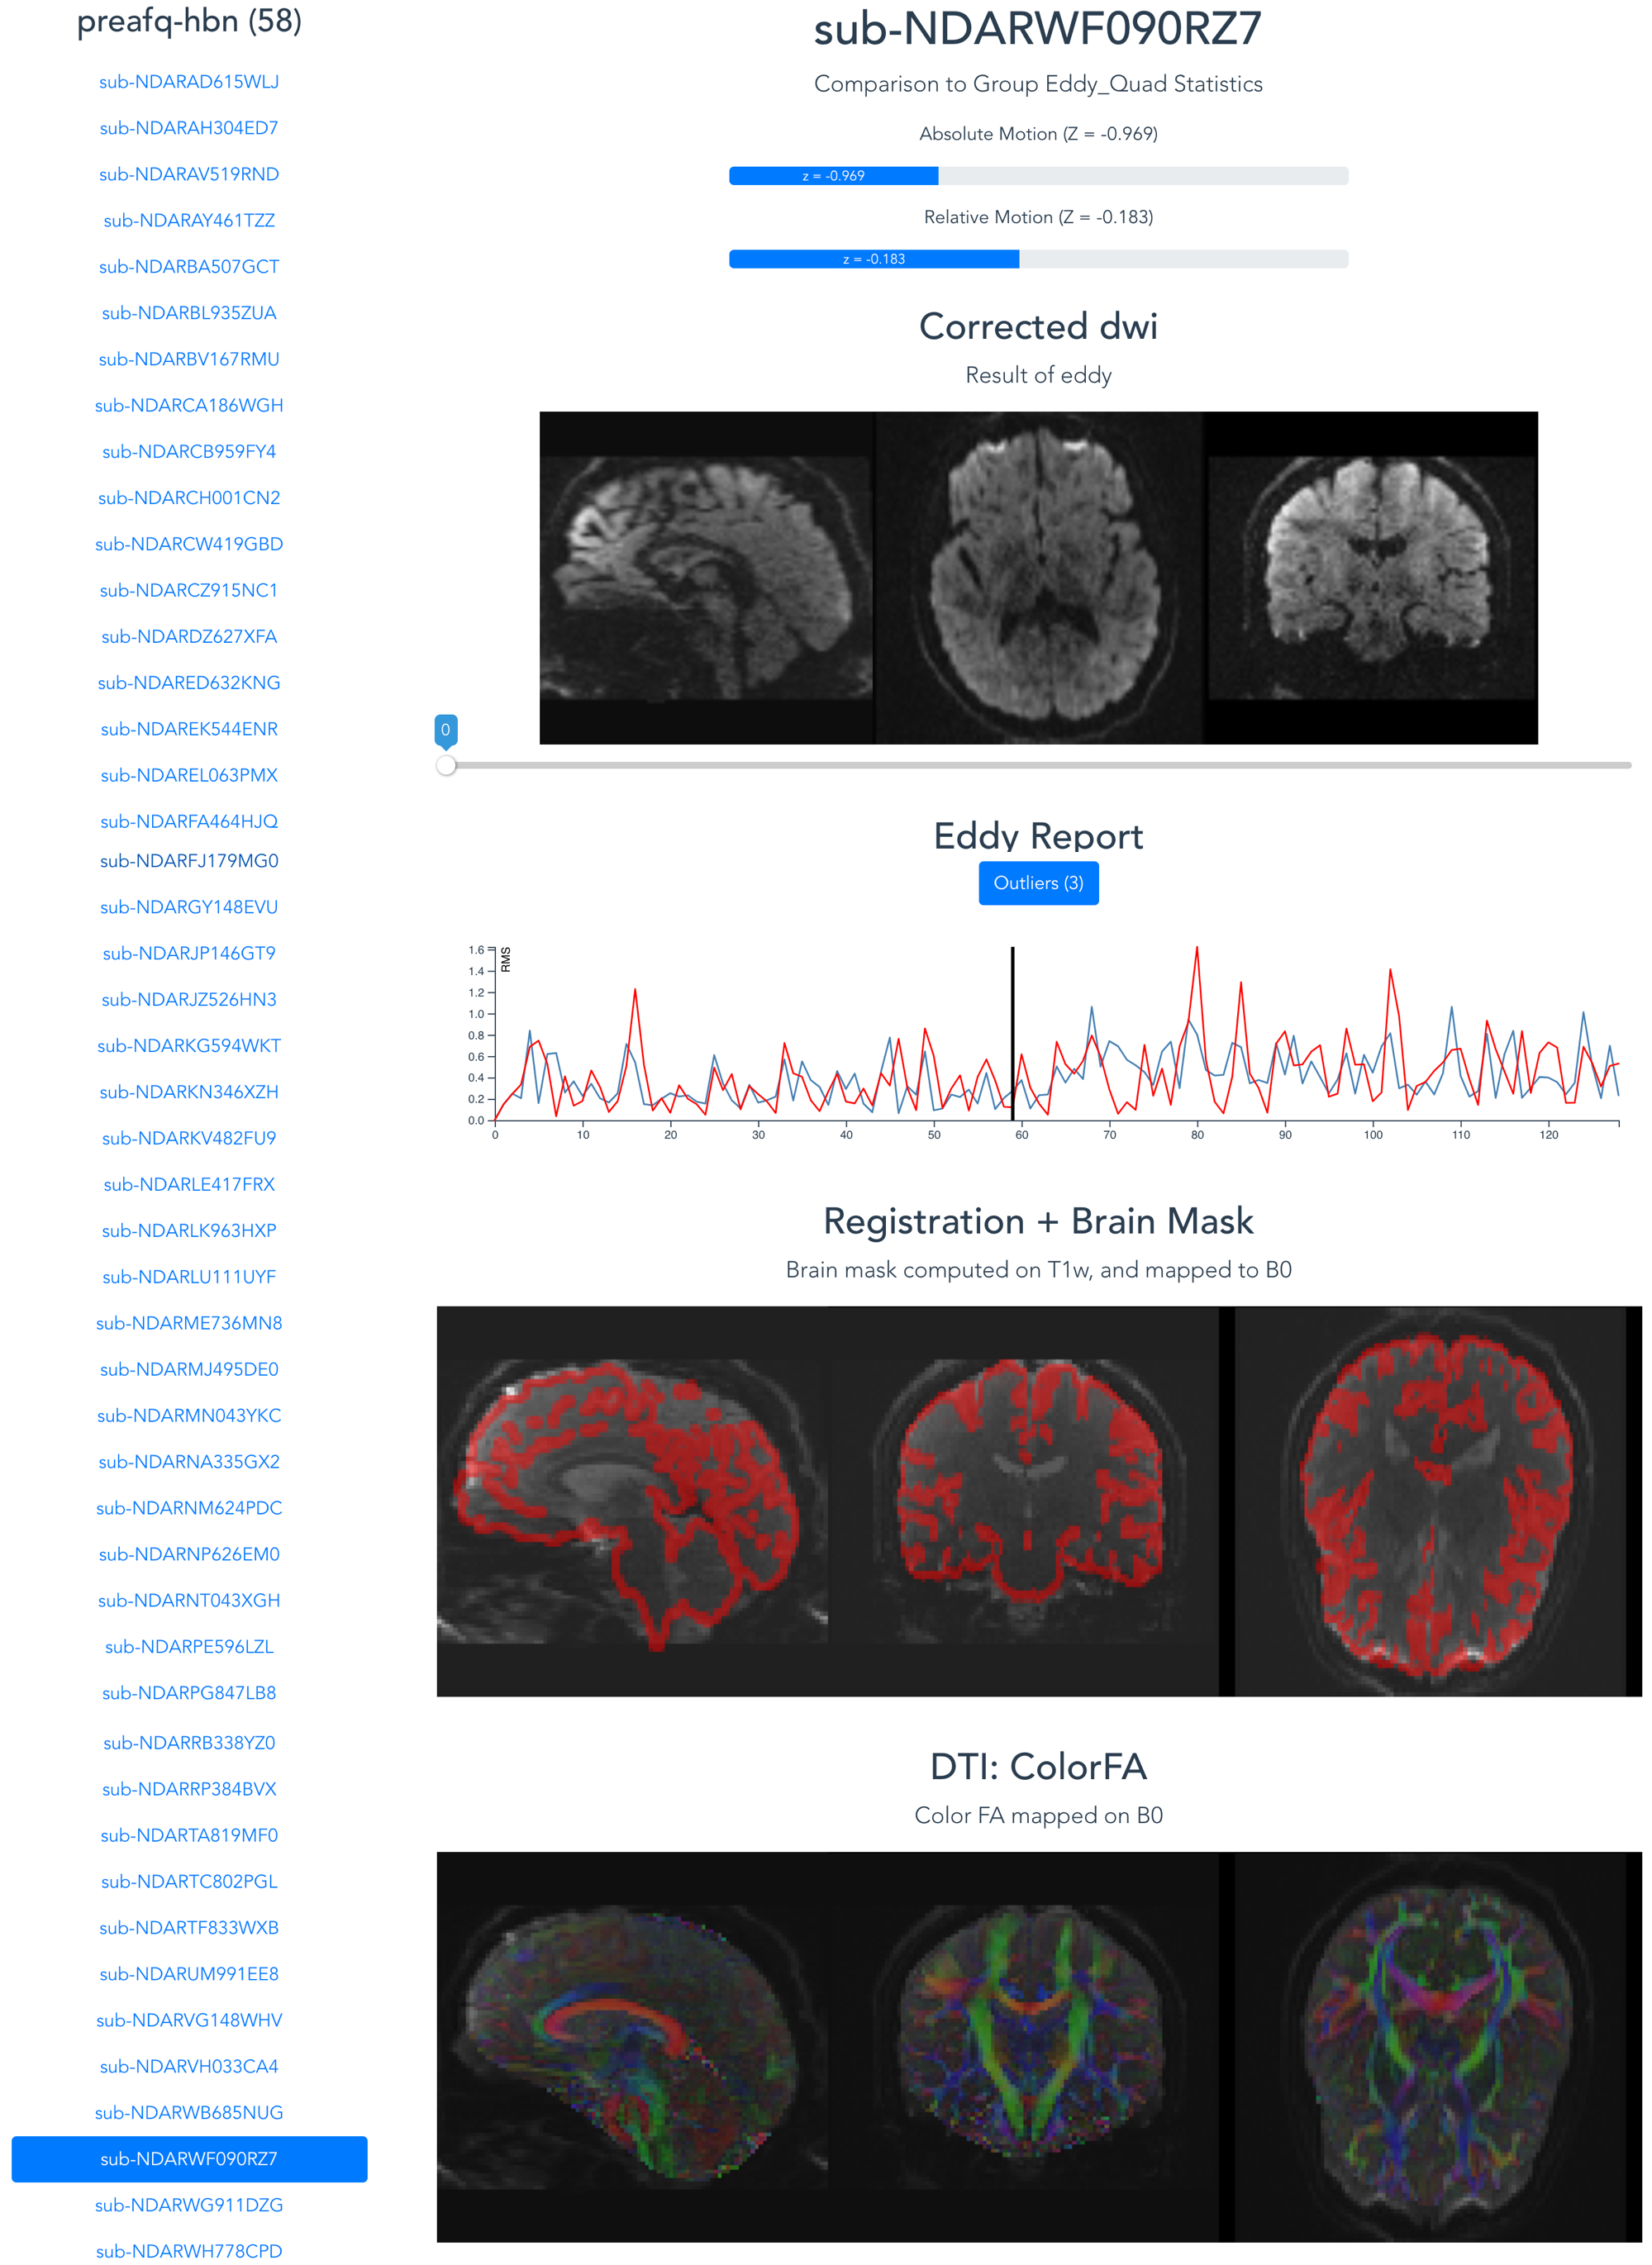 preafq-hbn (58)
sub-NDARAD615WLJ
sub-NDARAH304ED7
sub-NDARAV519RND
sub-NDARAY461TZZ
sub-NDARBA507GCT
sub-NDARBL935ZUA
sub-NDARBV167RMU
sub-NDARCA186WGH
sub-NDARCB959FY4
sub-NDARCH001CN2
sub-NDARCW419GBD
sub-NDARCZ915NC1
sub-NDARDZ627XFA
sub-NDARED632KNG
sub-NDAREK544ENR
sub-NDAREL063PMX
sub-NDARFA464HJQ
sub-NDARFJ179MG0
sub-NDARGY148EVU
sub-NDARJP146GT9
sub-NDARJZ526HN3
sub-NDARKG594WKT
sub-NDARKN346XZH
sub-NDARKV482FU9
sub-NDARLE417FRX
sub-NDARLK963HXP
sub-NDARLU111UYF
sub-NDARME736MN8
sub-NDARMJ495DE0
sub-NDARMN043YKC
sub-NDARNA335GX2
sub-NDARNM624PDC
sub-NDARNP626EM0
sub-NDARNT043XGH
sub-NDARPE596LZL
sub-NDARPG847LB8
sub-NDARRB338YZ0
sub-NDARRP384BVX
sub-NDARTA819MF0
sub-NDARTC802PGL
sub-NDARTF833WXB
sub-NDARUM991EE8
sub-NDARVG148WHV
sub-NDARVH033CA4
sub-NDARWB685NUG
sub-NDARWF090RZ7
sub-NDARWG911DZG
sub-NDARWH778CPD
sub-NDARWF090RZ7
Comparison to Group Eddy_Quad Statistics
Absolute Motion (Z = -0.969)
z = -0.969
Relative Motion (Z = -0.183)
z = -0.183
Corrected dwi
Result of eddy
0
Eddy Report
Outliers (3)
RMS
1.6
1.4
1.2
1.0
0.8
0.6
0.4
0.2
0.0
0 10 20 30 40 50 60 70 80 90 100 110 120
Registration + Brain Mask
Brain mask computed on T1w, and mapped to B0
DTI: ColorFA
Color FA mapped on B0